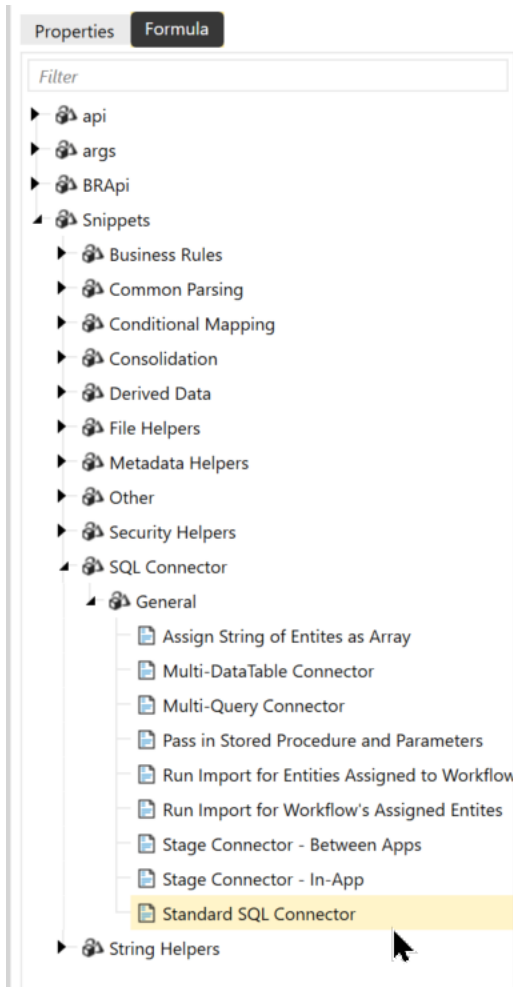 Properties Formula
Filter
api
args
BRApi
Snippets
Business Rules
Common Parsing
Conditional Mapping
Consolidation
Derived Data
File Helpers
Metadata Helpers
Other
Security Helpers
SQL Connector
General
Assign String of Entites as Array
Multi-DataTable Connector
Multi-Query Connector
Pass in Stored Procedure and Parameters
Run Import for Entities Assigned to Workflow
Run Import for Workflow's Assigned Entites
Stage Connector - Between Apps
Stage Connector - In-App
Standard SQL Connector
String Helpers